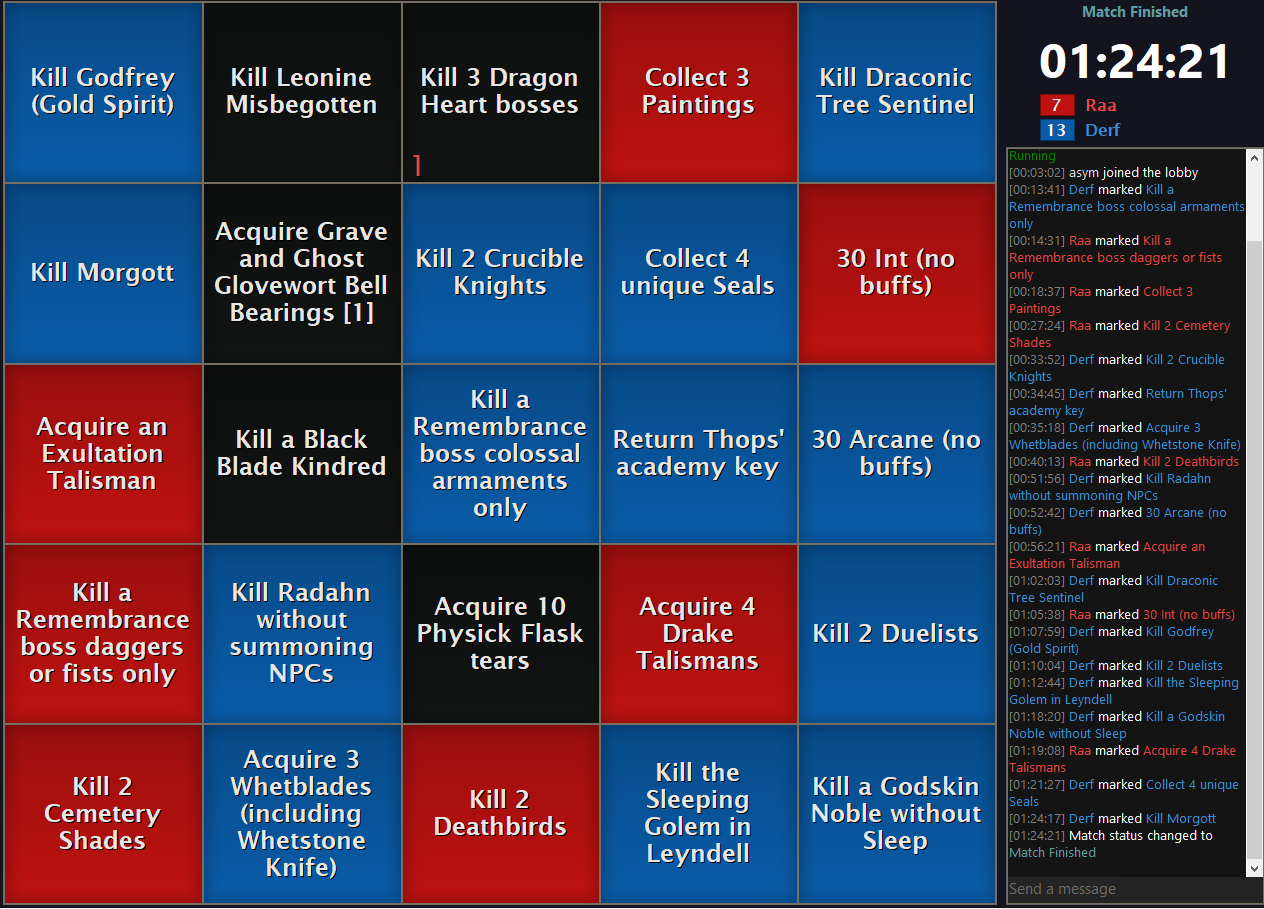 Kill Godfrey
(Gold Spirit)
Kill Leonine
Misbegotten
Kill 3 Dragon
Heart bosses
1
Collect 3
Paintings
Kill Draconic
Tree Sentinel
Kill Morgott
Acquire Grave
and Ghost
Glovewort Bell
Bearings [1]
Kill 2 Crucible
Knights
Collect 4
unique Seals
30 Int (no
buffs)
Acquire an
Exultation
Talisman
Kill a Black
Blade Kindred
Kill a
Remembrance
boss colossal
armaments
only
Return Thops'
academy key
30 Arcane (no
buffs)
Kill a
Remembrance
boss daggers
or fists only
Kill Radahn
without
summoning
NPCs
Acquire 10
Physick Flask
tears
Acquire 4
Drake
Talismans
Kill 2 Duelists
Kill 2
Cemetery
Shades
Acquire 3
Whetblades
(including
Whetstone
Knife)
Kill 2
Deathbirds
Kill the
Sleeping
Golem in
Leyndell
Kill a Godskin
Noble without
Sleep
Match Finished
01:24:21
7 Raa
13 Derf
Running
[00:03:02] asym joined the lobby
[00:13:41] Derf marked Kill a
Remembrance boss colossal armaments
only
[00:14:31] Raa marked Kill a
Remembrance boss daggers or fists
only
[00:18:37] Raa marked Collect 3
Paintings
[00:27:24] Raa marked Kill 2 Cemetery
Shades
[00:33:52] Derf marked Kill 2 Crucible
Knights
[00:34:45] Derf marked Return Thops'
academy key
[00:35:18] Derf marked Acquire 3
Whetblades (including Whetstone Knife)
[00:40:13] Raa marked Kill 2 Deathbirds
[00:51:56] Derf marked Kill Radahn
without summoning NPCs
[00:52:42] Derf marked 30 Arcane (no
buffs)
[00:56:21] Raa marked Acquire an
Exultation Talisman
[01:02:03] Derf marked Kill Draconic
Tree Sentinel
[01:05:38] Raa marked 30 Int (no buffs)
[01:07:59] Derf marked Kill Godfrey
(Gold Spirit)
[01:10:04] Derf marked Kill 2 Duelists
[01:12:44] Derf marked Kill the Sleeping
Golem in Leyndell
[01:18:20] Derf marked Kill a Godskin
Noble without Sleep
[01:19:08] Raa marked Acquire 4 Drake
Talismans
[01:21:27] Derf marked Collect 4 unique
Seals
[01:24:17] Derf marked Kill Morgott
[01:24:21] Match status changed to
Match Finished
Send a message